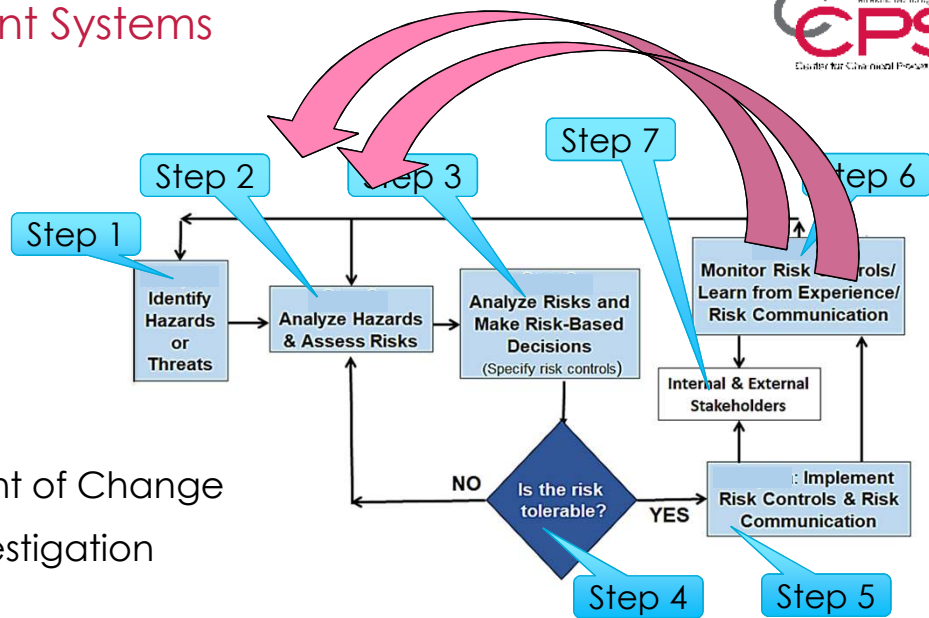 nt Systems
CPS
Step 7
Step 2
Step 3
Step 6
Step 1
Identify
Hazards
or
Threats
Analyze Hazards
& Assess Risks
Analyze Risks and
Make Risk-Based
Decisions
(Specify risk controls)
Monitor Risk Controls/
Learn from Experience/
Risk Communication
Internal & External
Stakeholders
nt of Change
estigation
NO
Is the risk
tolerable?
YES
: Implement
Risk Controls & Risk
Communication
Step 4
Step 5